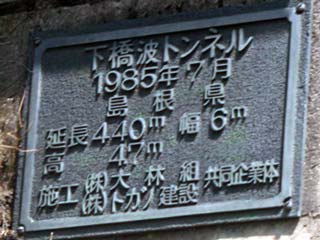 下橋波トンネル
1985年7月
島根県
延長440m 幅6m
高 4.7m
施工 (株)大林組 共同企業体
(株)トガノ建設